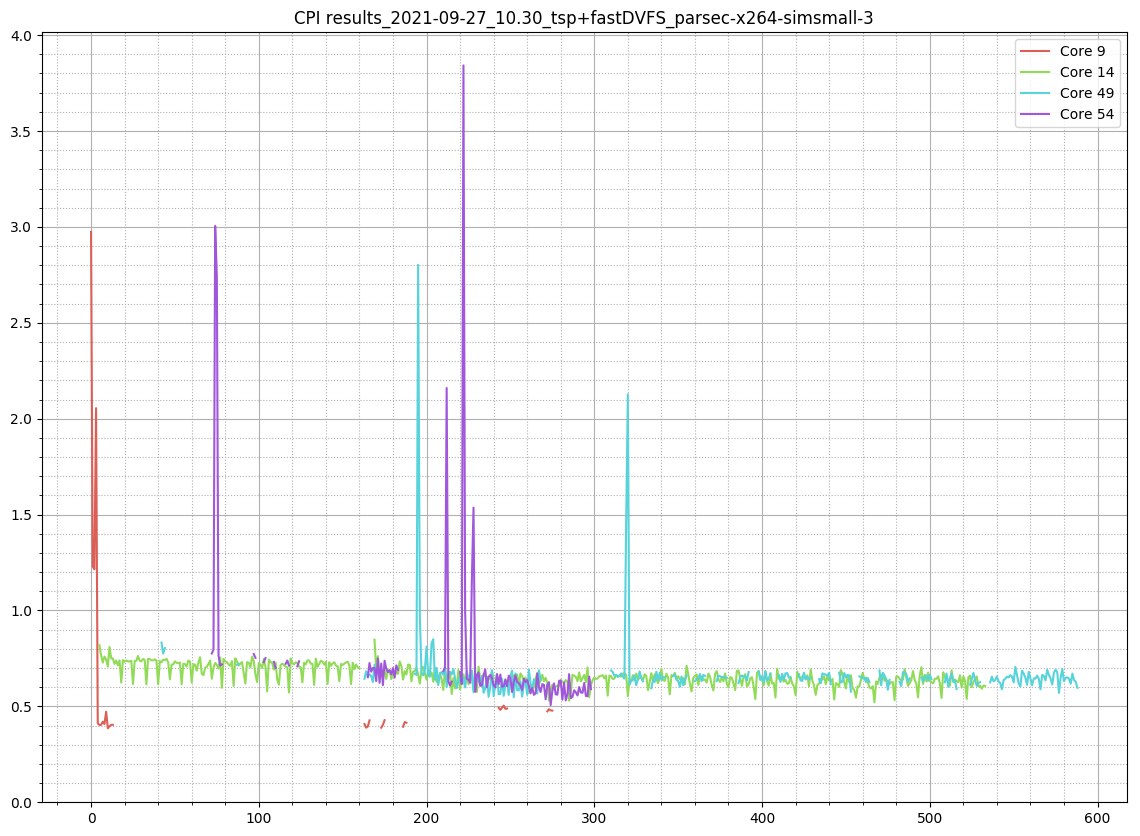 CPI results_2021-09-27_10.30_tsp+fastDVFS_parsec-x264-simsmall-3
Core 9
Core 14
Core 49
Core 54
4.0
3.5
3.0
2.5
2.0
1.5
1.0
0.5
0.0
0 100 200 300 400 500 600